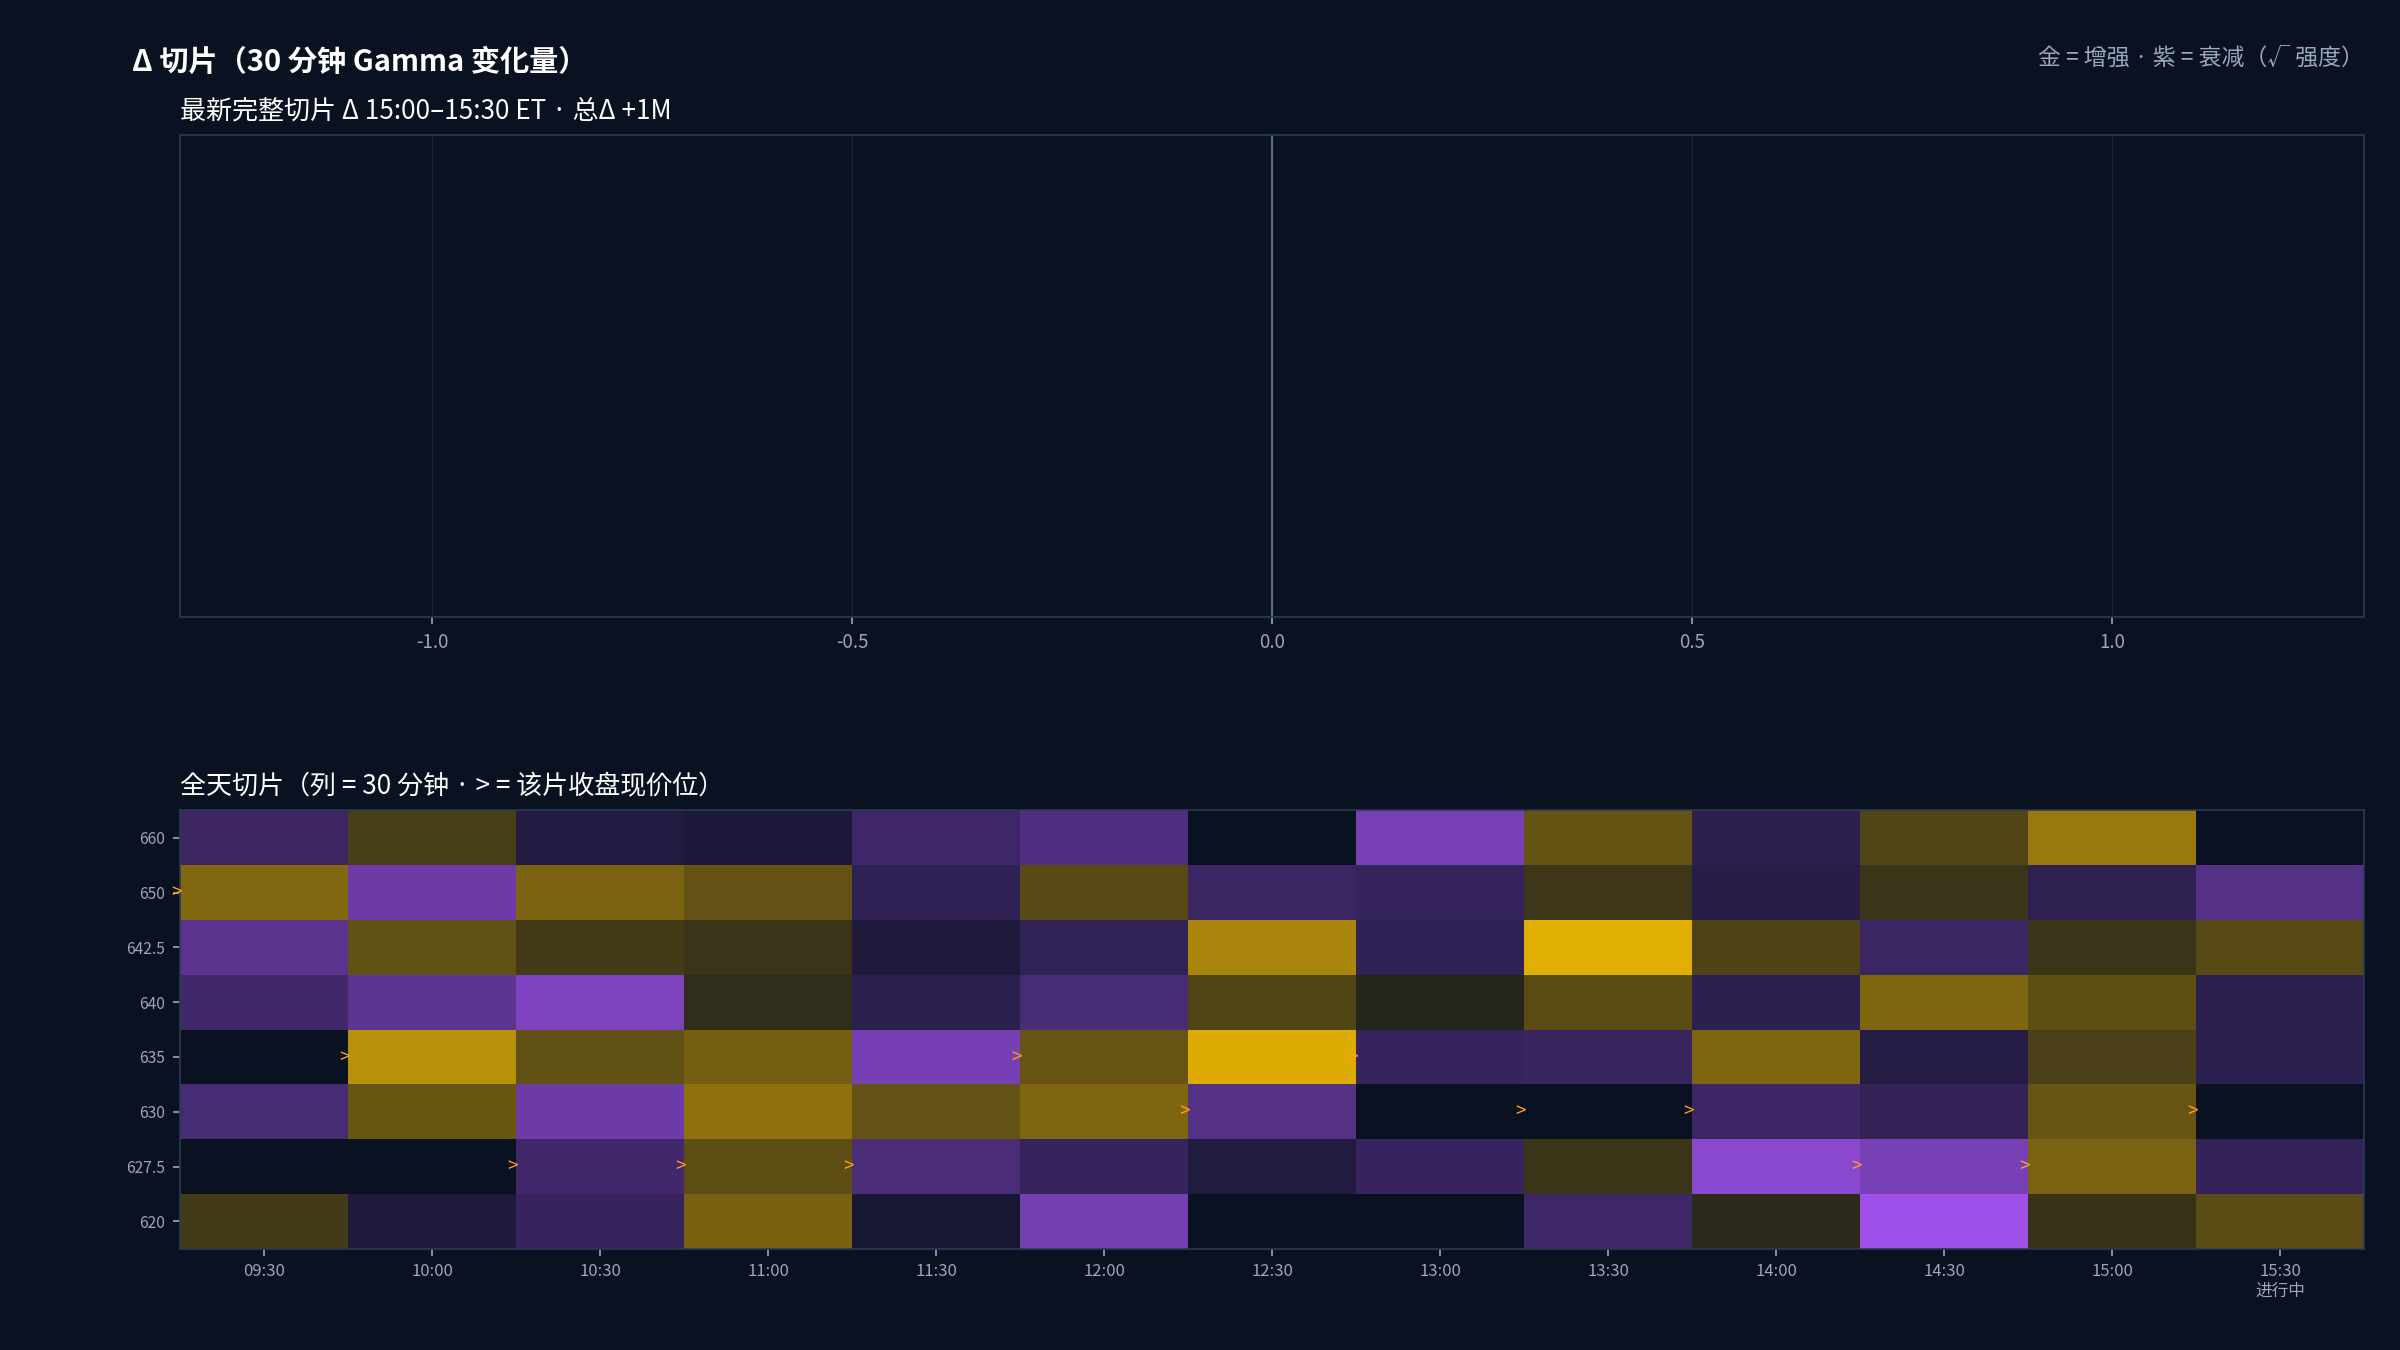 Δ 切片（30 分钟 Gamma 变化量）
金 = 增强 · 紫 = 衰减（√ 强度）
最新完整切片 Δ 15:00–15:30 ET · 总Δ +1M
-1.0 -0.5 0.0 0.5 1.0
全天切片（列 = 30 分钟 · > = 该片收盘现价位）
660
650 >
642.5
640
635 > > >
630 > > > >
627.5 > > > > >
620
09:30 10:00 10:30 11:00 11:30 12:00 12:30 13:00 13:30 14:00 14:30 15:00 15:30
进行中